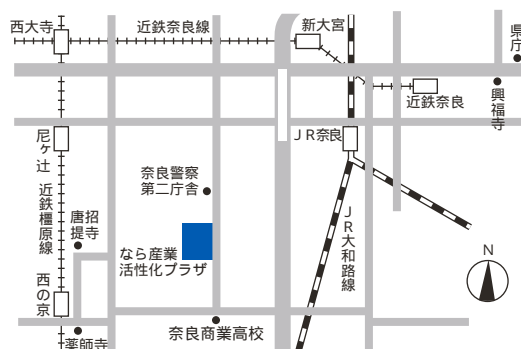 西大寺
近鉄奈良線
新大宮
県庁
近鉄奈良
興福寺
JR奈良
尼ヶ辻
近鉄橿原線
奈良警察
第二庁舎
唐招
提寺
なら産業
活性化プラザ
JR大和路線
N
西の京
奈良商業高校
薬師寺